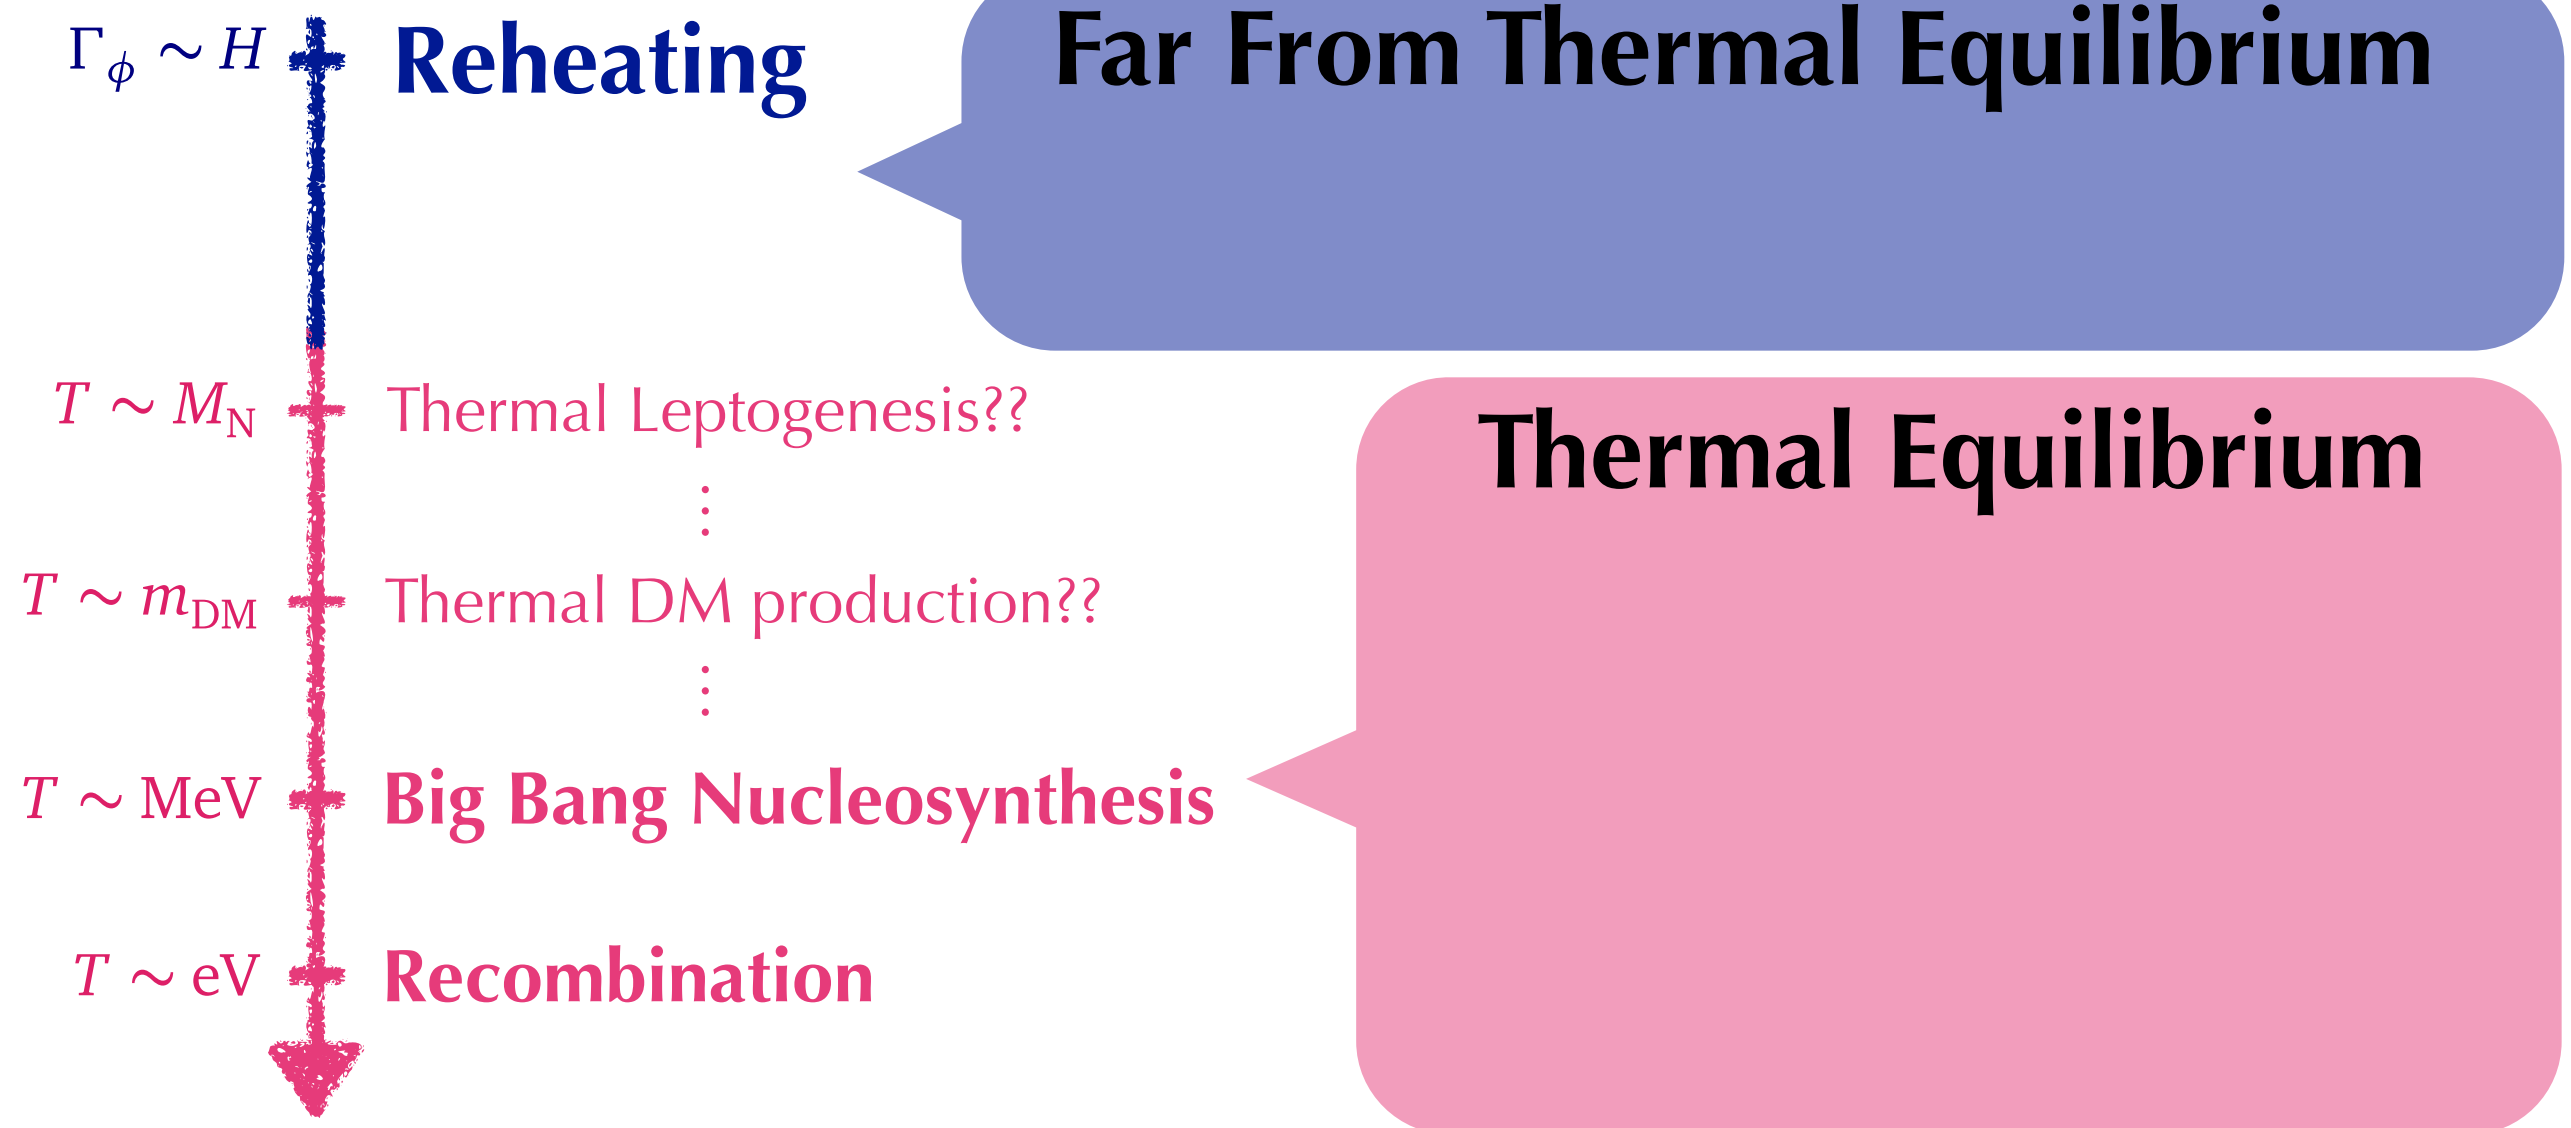 Γ_ϕ ∼ H
Reheating
Far From Thermal Equilibrium
T ∼ M_N
Thermal Leptogenesis??
Thermal Equilibrium
⋮
T ∼ m_DM
Thermal DM production??
⋮
T ∼ MeV
Big Bang Nucleosynthesis
T ∼ eV
Recombination